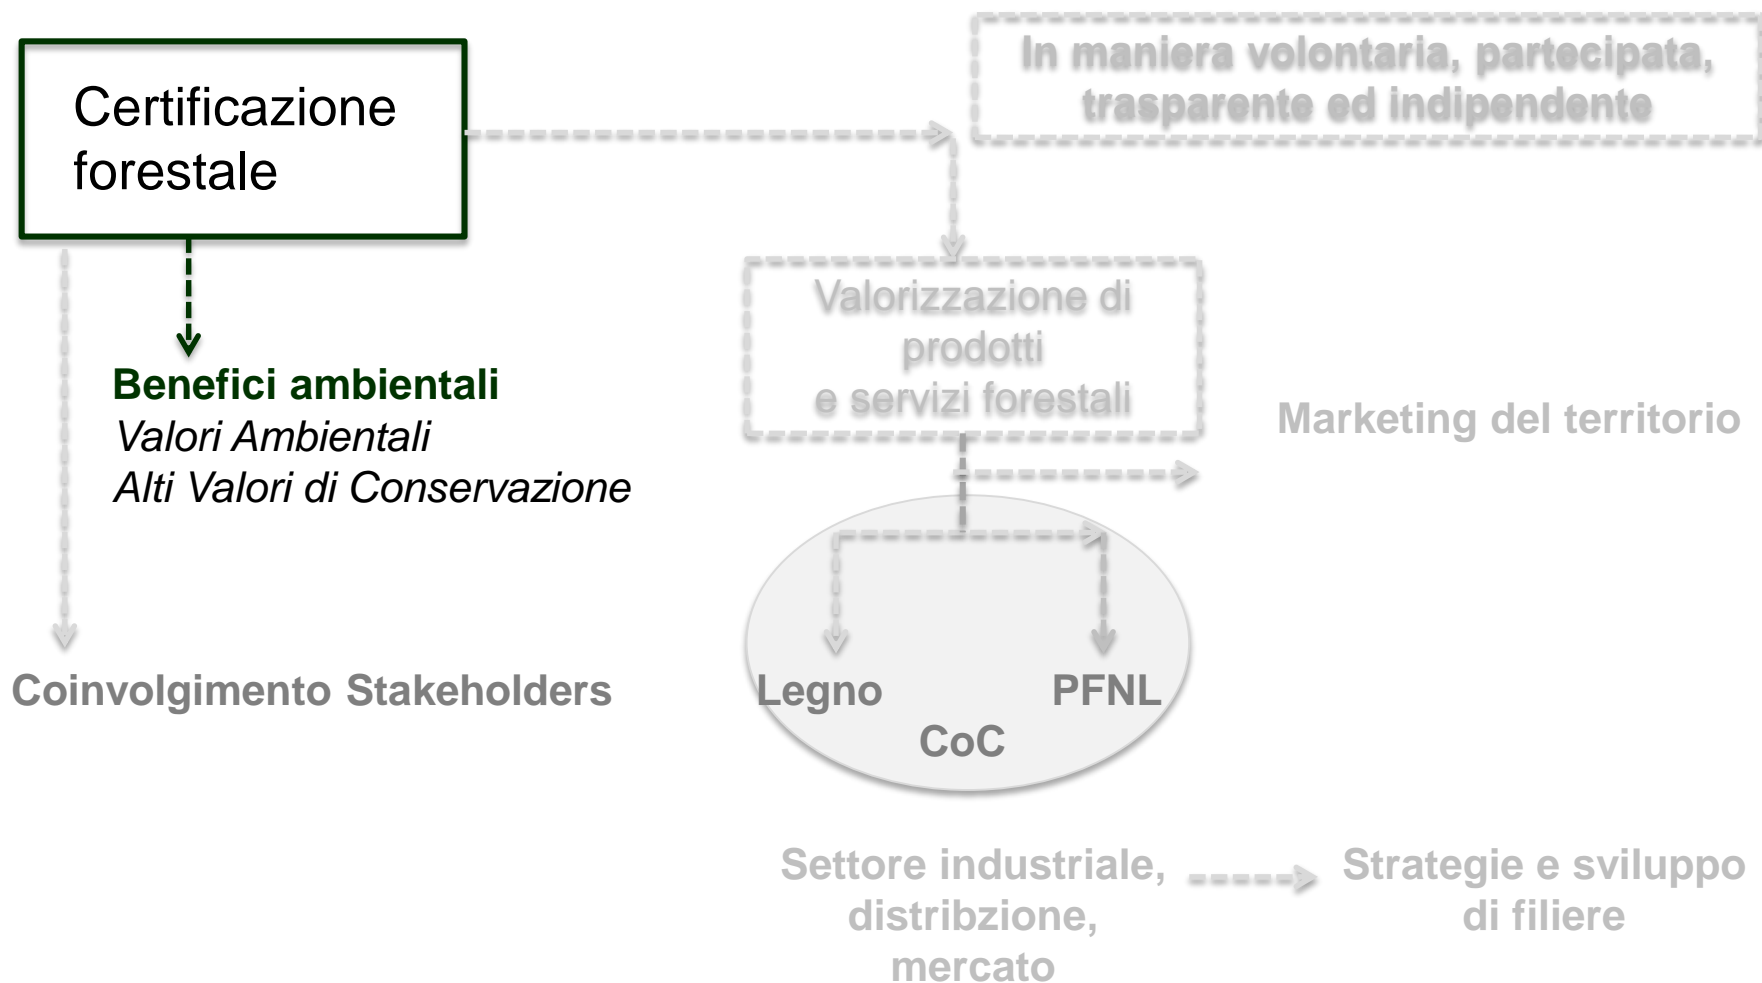 In maniera volontaria, partecipata,
trasparente ed indipendente
Certificazione
forestale
Valorizzazione di
prodotti
e servizi forestali
Benefici ambientali
Valori Ambientali
Alti Valori di Conservazione
Marketing del territorio
Coinvolgimento Stakeholders
Legno
PFNL
CoC
Settore industriale,
distribzione,
mercato
Strategie e sviluppo
di filiere